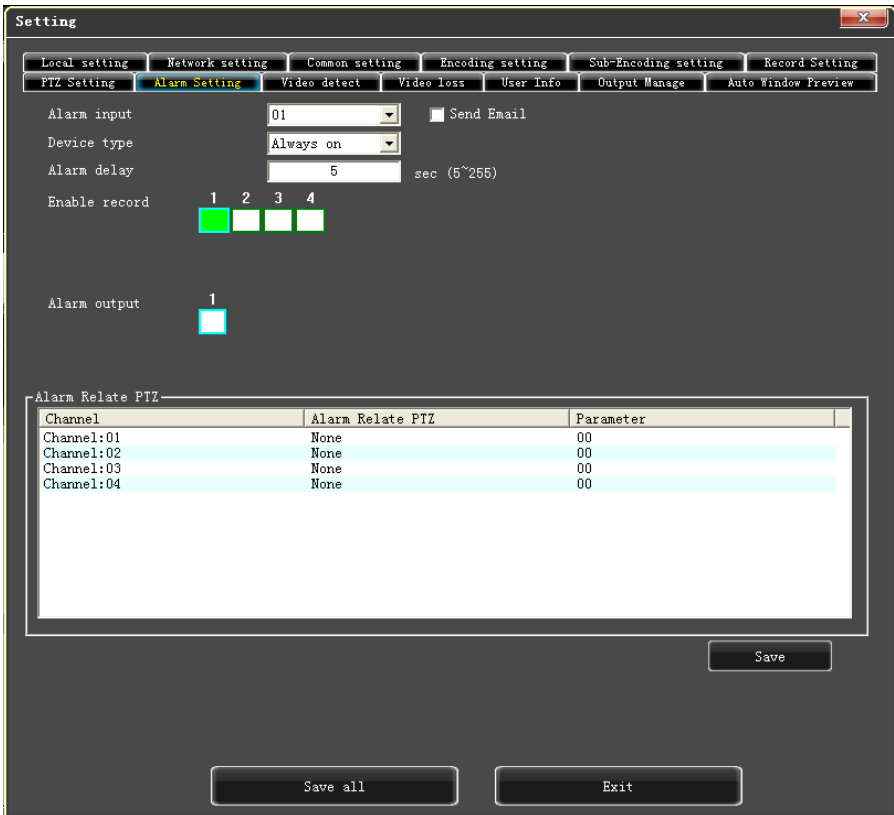 Setting
Local setting Network setting Common setting Encoding setting Sub-Encoding setting Record Setting
PTZ Setting Alarm Setting Video detect Video loss User Info Output Manage Auto Window Preview
Alarm input 01 Send Email
Device type Always on
Alarm delay 5 sec (5~255)
Enable record 1 2 3 4
Alarm output 1
Alarm Relate PTZ
Channel Alarm Relate PTZ Parameter
Channel:01 None 00
Channel:02 None 00
Channel:03 None 00
Channel:04 None 00
Save
Save all Exit